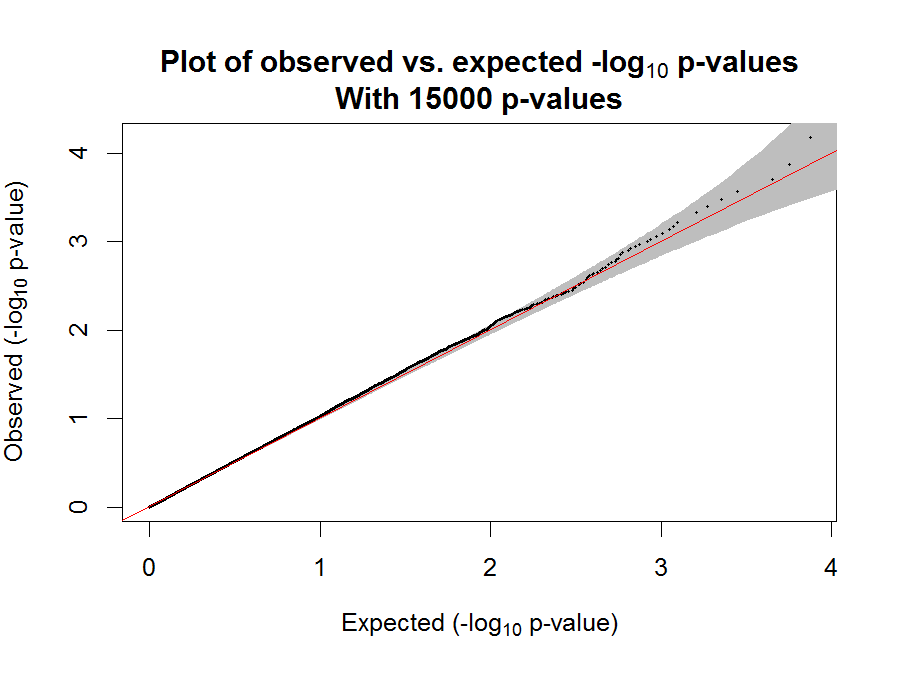 Plot of observed vs. expected -log10 p-values
With 15000 p-values
Observed (-log10 p-value)
4
3
2
1
0
0 1 2 3 4
Expected (-log10 p-value)